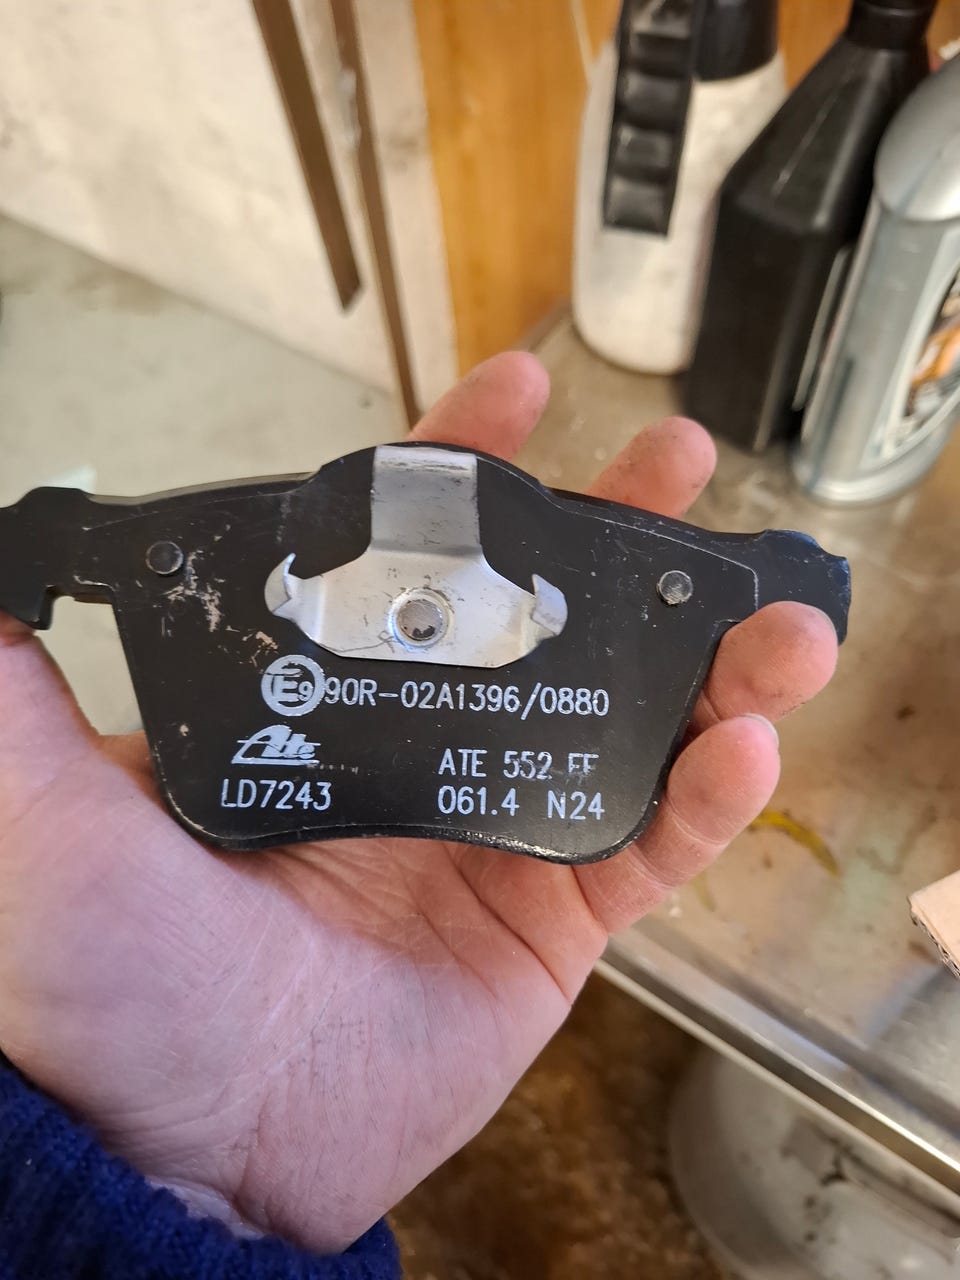 E9 90R-02A1396/0880
Ate
LD7243
ATE 552 FF
061.4 N24